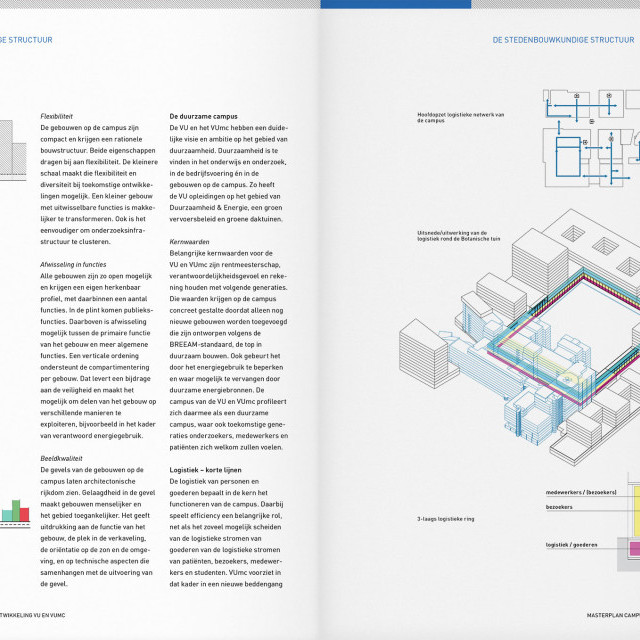 GE STRUCTUUR
DE STEDENBOUWKUNDIGE STRUCTUUR
Flexibiliteit
De gebouwen op de campus zijn
compact en krijgen een rationele
bouwstructuur. Beide eigenschappen
dragen bij aan flexibiliteit. De kleinere
schaal maakt die flexibiliteit en
diversiteit bij toekomstige ontwikke-
lingen mogelijk. Een kleiner gebouw
met uitwisselbare functies is makke-
lijker te transformeren. Ook is het
eenvoudiger om onderzoeksinfra-
structuur te clusteren.
Afwisseling in functies
Alle gebouwen zijn zo open mogelijk
en krijgen een eigen herkenbaar
profiel, met daarbinnen een aantal
functies. In de plint komen publieks-
functies. Daarboven is afwisseling
mogelijk tussen de primaire functie
van het gebouw en meer algemene
functies. Een verticale ordening
ondersteunt de compartimentering
per gebouw. Dat levert een bijdrage
aan de veiligheid en maakt het
mogelijk om delen van het gebouw op
verschillende manieren te
exploiteren, bijvoorbeeld in het kader
van verantwoord energiegebruik.
Beeldkwaliteit
De gevels van de gebouwen op de
campus laten architectonische
rijkdom zien. Gelaagdheid in de gevel
maakt gebouwen menselijker en
het gebied toegankelijker. Het geeft
uitdrukking aan de functie van het
gebouw, de plek in de verkaveling,
de oriëntatie op de zon en de omge-
ving, en op technische aspecten die
samenhangen met de uitvoering van
de gevel.
De duurzame campus
De VU en het VUmc hebben een duide-
lijke visie en ambitie op het gebied van
duurzaamheid. Duurzaamheid is te
vinden in het onderwijs en onderzoek,
in de bedrijfsvoering én in de
gebouwen op de campus. Zo heeft
de VU opleidingen op het gebied van
Duurzaamheid & Energie, een groen
vervoersbeleid en groene daktuinen.
Kernwaarden
Belangrijke kernwaarden voor de
VU en VUmc zijn rentmeesterschap,
verantwoordelijkheidsgevoel en reke-
ning houden met volgende generaties.
Die waarden krijgen op de campus
concreet gestalte doordat alleen nog
nieuwe gebouwen worden toegevoegd
die zijn ontworpen volgens de
BREEAM-standaard, de top in
duurzaam bouwen. Ook gebeurt het
door het energiegebruik te beperken
en waar mogelijk te vervangen door
duurzame energiebronnen. De
campus van de VU en VUmc profileert
zich daarmee als een duurzame
campus, waar ook toekomstige gene-
raties onderzoekers, medewerkers en
patiënten zich welkom zullen voelen.
Logistiek – korte lijnen
De logistiek van personen en
goederen bepaalt in de kern het
functioneren van de campus. Daarbij
speelt efficiency een belangrijke rol,
net als het zoveel mogelijk scheiden
van de logistieke stromen van
goederen van de logistieke stromen
van patiënten, bezoekers, medewer-
kers en studenten. VUmc voorziet in
dat kader in een nieuwe beddengang
Hoofdopzet logistieke netwerk van
de campus
Uitsnede/uitwerking van de
logistiek rond de Botanische tuin
3-laags logistieke ring
medewerkers / (bezoekers)
bezoekers
logistiek / goederen
TWIKKELING VU EN VUMC
MASTERPLAN CAMPU